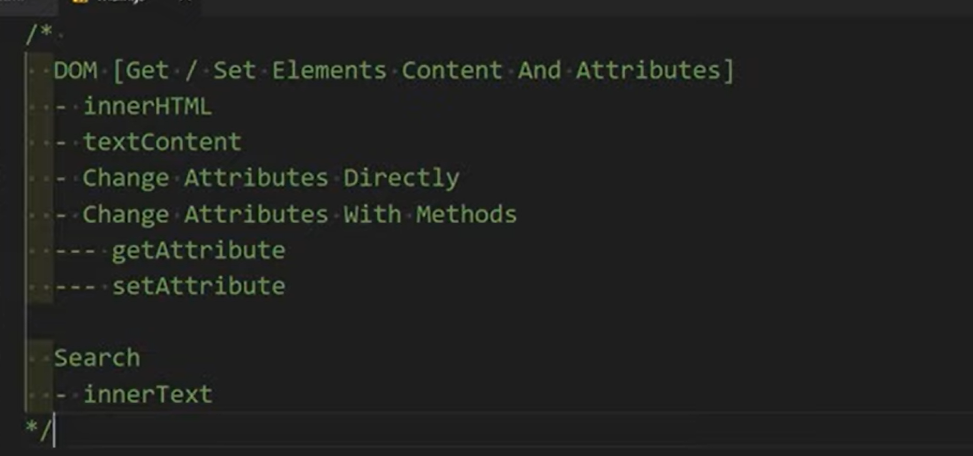 /*
DOM [Get / Set Elements Content And Attributes]
- innerHTML
- textContent
- Change Attributes Directly
- Change Attributes With Methods
--- getAttribute
--- setAttribute
Search
- innerText
*/